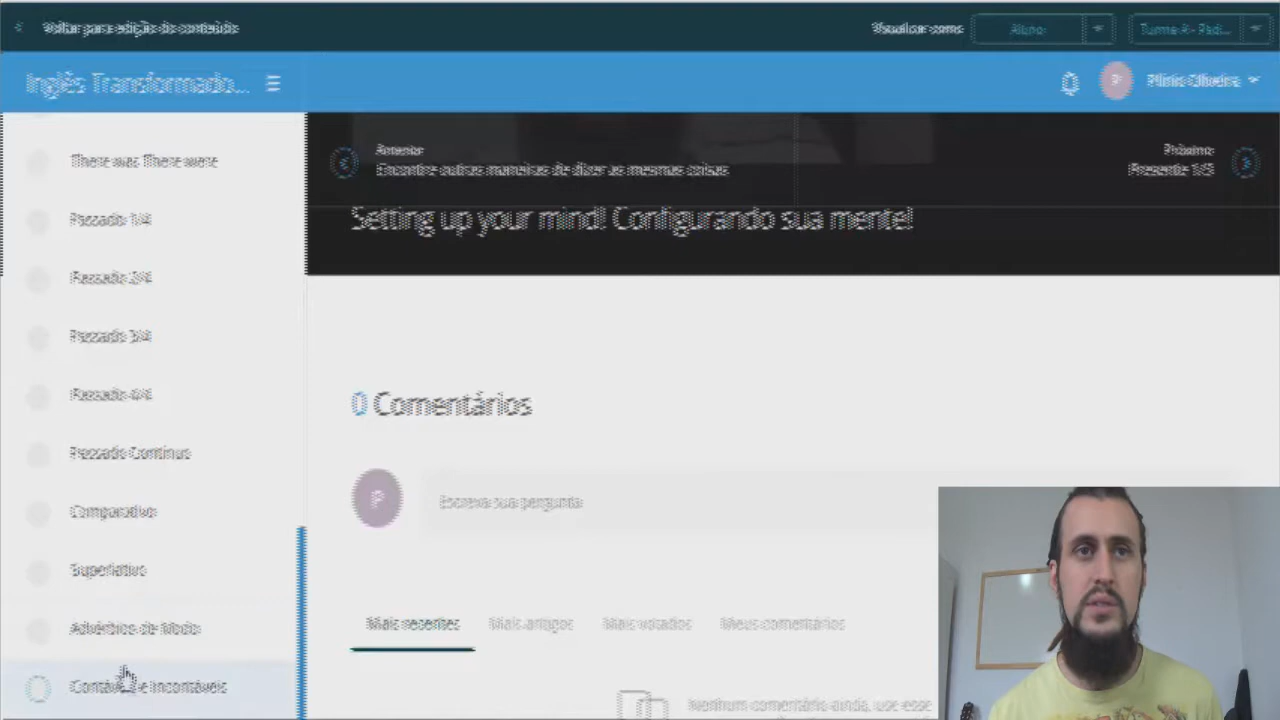 Voltar para edição do conteúdo
Visualizar como
Aluno
Turma A - Padr...
Inglês Transformado...
P
Plinio Oliveira
There was There were
Passado 1/4
Passado 2/4
Passado 3/4
Passado 4/4
Passado Contínuo
Comparativo
Superlativo
Advérbios de Modo
Contáveis e Incontáveis
Anterior
Encontre outras maneiras de dizer as mesmas coisas
Próximo
Presente 1/5
Setting up your mind! Configurando sua mente!
0 Comentários
P
Escreva sua pergunta
Mais recentes
Mais antigos
Mais votados
Meus comentários
Nenhum comentário ainda, use esse